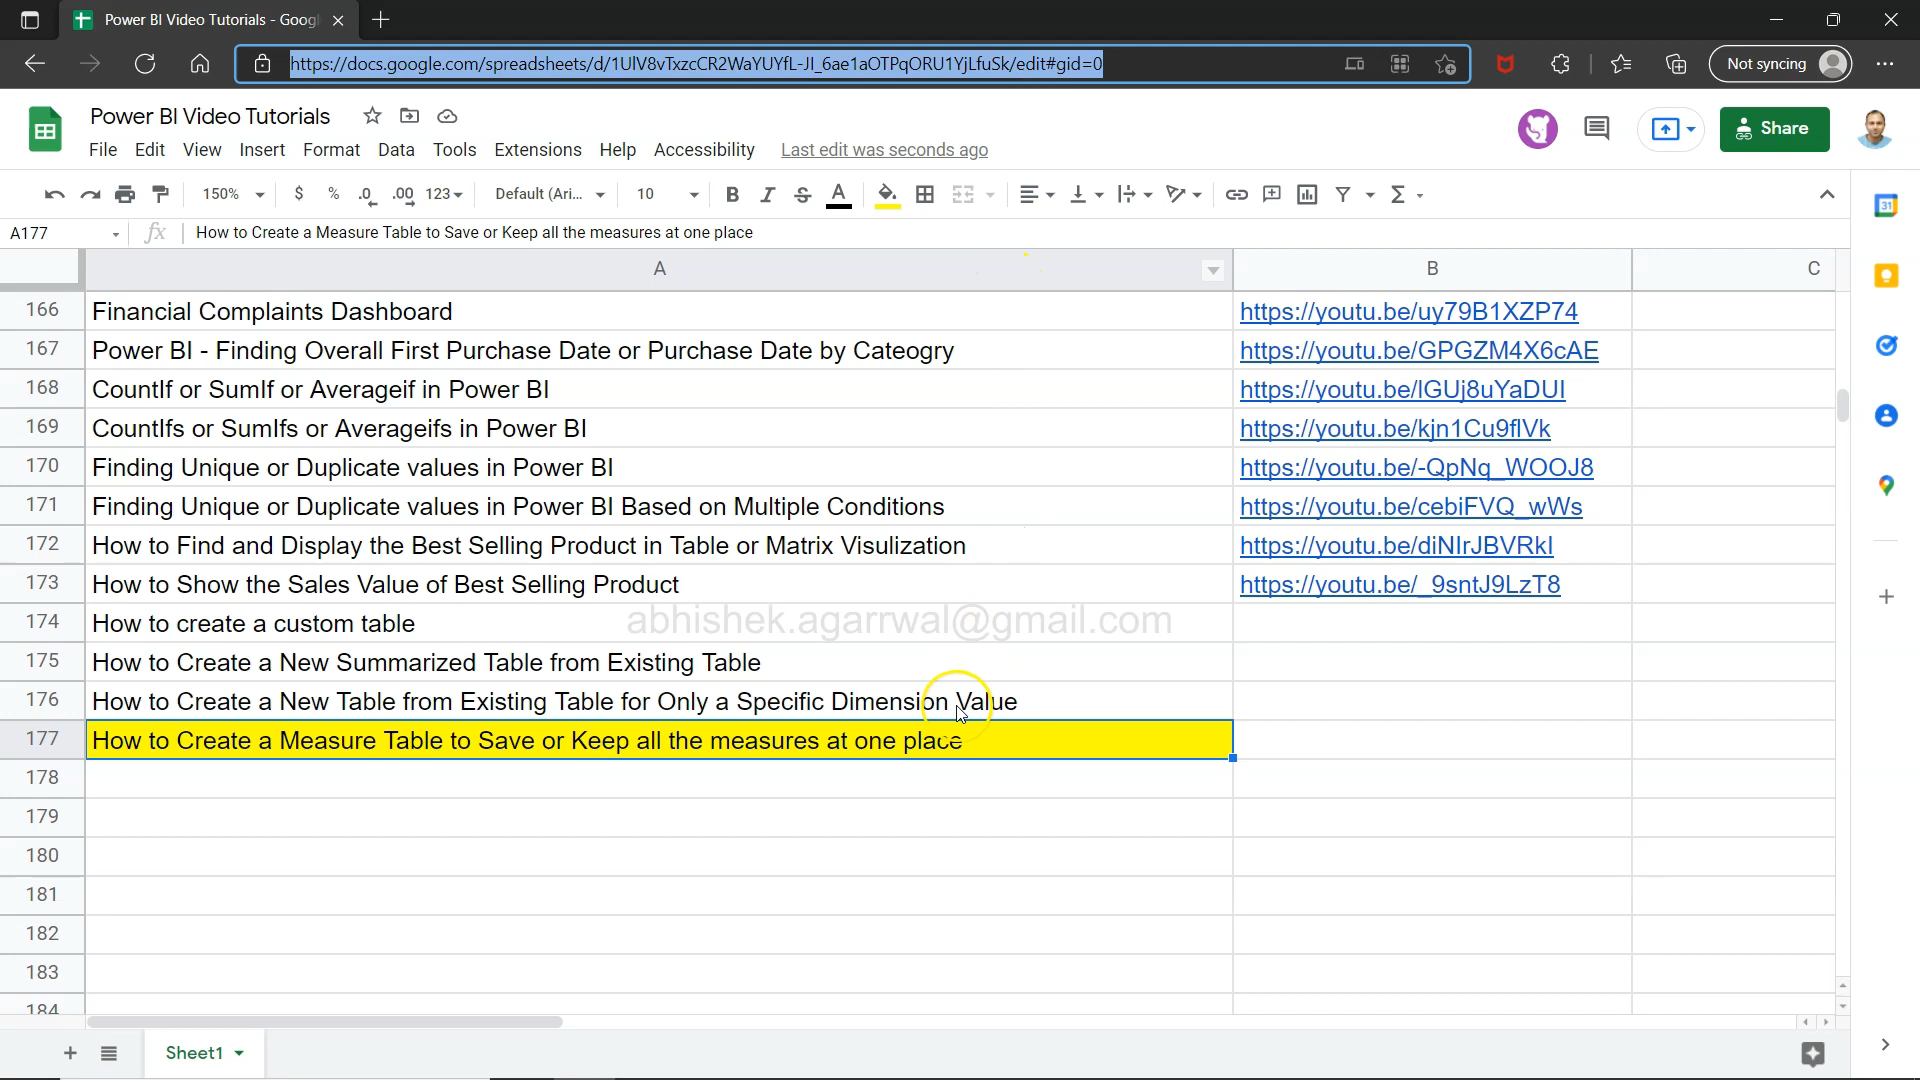 Power BI Video Tutorials - Googl
https://docs.google.com/spreadsheets/d/1UlV8vTxzcCR2WaYUYfL-JI_6ae1aOTPqORU1YjLfuSk/edit#gid=0
Not syncing
Power BI Video Tutorials
File Edit View Insert Format Data Tools Extensions Help Accessibility Last edit was seconds ago
Share
150% $ % .0 .00 123 Default (Ari... 10 B I S A
A177 fx How to Create a Measure Table to Save or Keep all the measures at one place
A B C
166 Financial Complaints Dashboard https://youtu.be/uy79B1XZP74
167 Power BI - Finding Overall First Purchase Date or Purchase Date by Cateogry https://youtu.be/GPGZM4X6cAE
168 CountIf or SumIf or Averageif in Power BI https://youtu.be/lGUj8uYaDUI
169 CountIfs or SumIfs or Averageifs in Power BI https://youtu.be/kjn1Cu9flVk
170 Finding Unique or Duplicate values in Power BI https://youtu.be/-QpNq_WOOJ8
171 Finding Unique or Duplicate values in Power BI Based on Multiple Conditions https://youtu.be/cebiFVQ_wWs
172 How to Find and Display the Best Selling Product in Table or Matrix Visulization https://youtu.be/diNIrJBVRkI
173 How to Show the Sales Value of Best Selling Product https://youtu.be/_9sntJ9LzT8
174 How to create a custom table
abhishek.agarrwal@gmail.com
175 How to Create a New Summarized Table from Existing Table
176 How to Create a New Table from Existing Table for Only a Specific Dimension Value
177 How to Create a Measure Table to Save or Keep all the measures at one place
178
179
180
181
182
183
184
Sheet1